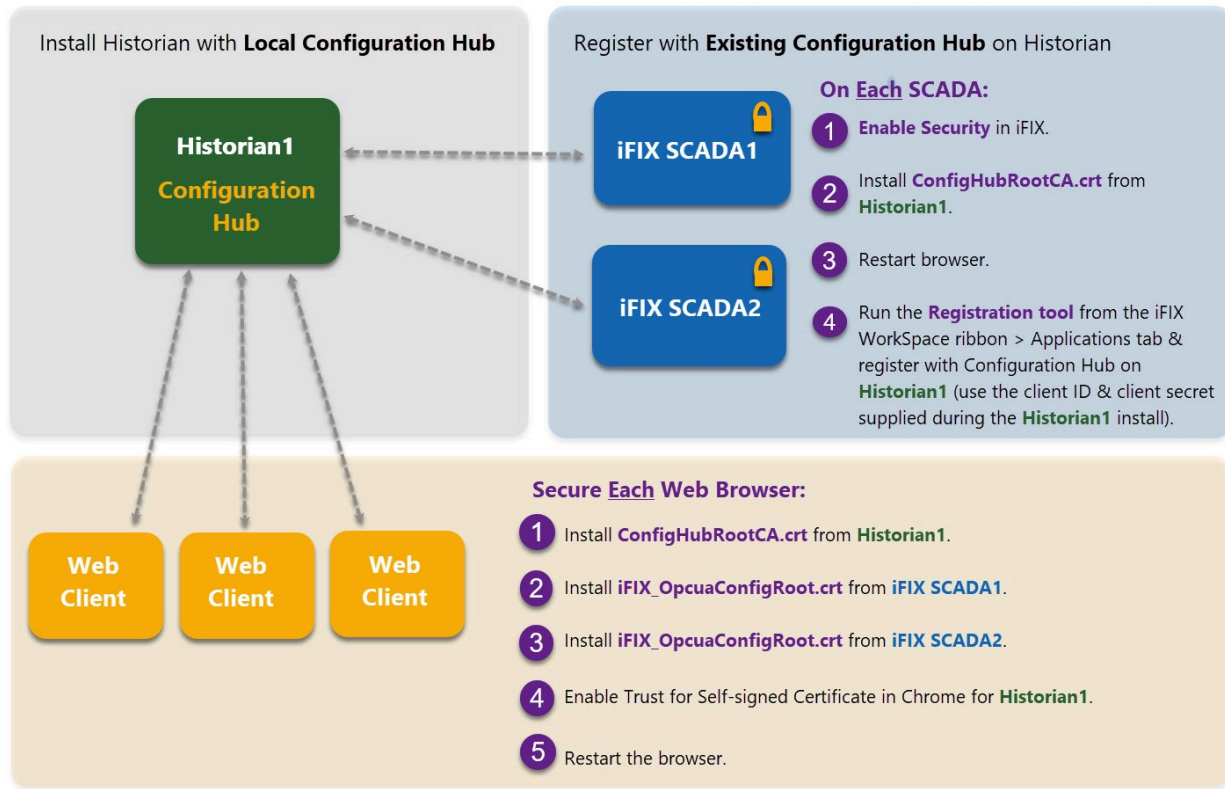 Install Historian with Local Configuration Hub
Historian1
Configuration
Hub
Register with Existing Configuration Hub on Historian
iFIX SCADA1
iFIX SCADA2
On Each SCADA:
1 Enable Security in iFIX.
2 Install ConfigHubRootCA.crt from
Historian1.
3 Restart browser.
4 Run the Registration tool from the iFIX
WorkSpace ribbon > Applications tab &
register with Configuration Hub on
Historian1 (use the client ID & client secret
supplied during the Historian1 install).
Web
Client
Web
Client
Web
Client
Secure Each Web Browser:
1 Install ConfigHubRootCA.crt from Historian1.
2 Install iFIX_OpcuaConfigRoot.crt from iFIX SCADA1.
3 Install iFIX_OpcuaConfigRoot.crt from iFIX SCADA2.
4 Enable Trust for Self-signed Certificate in Chrome for Historian1.
5 Restart the browser.